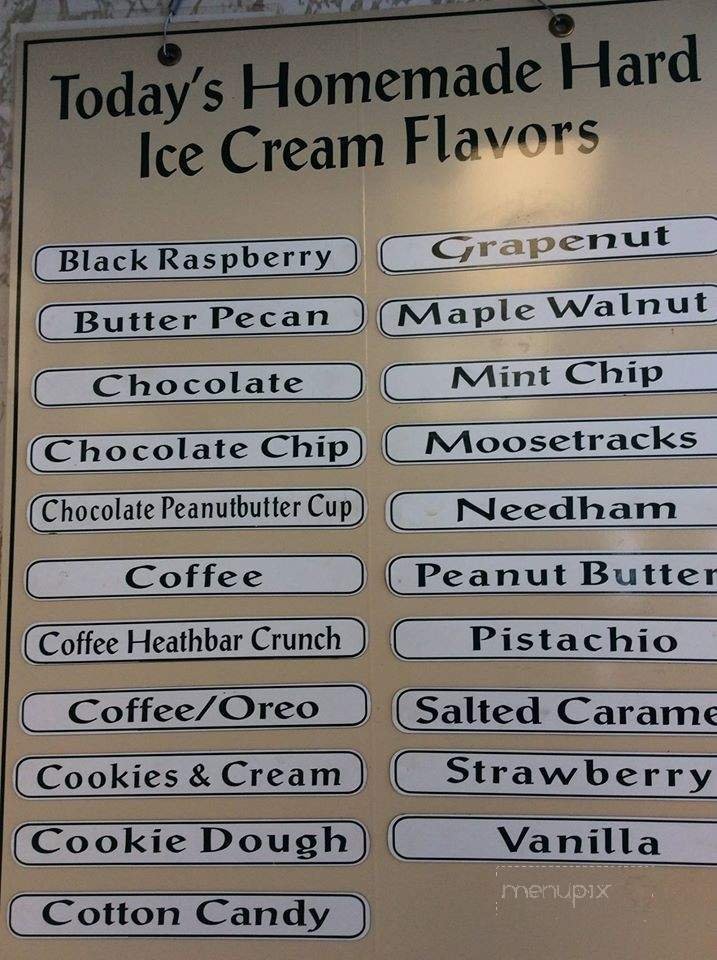 Today's Homemade Hard
Ice Cream Flavors
Black Raspberry
Butter Pecan
Chocolate
Chocolate Chip
Chocolate Peanutbutter Cup
Coffee
Coffee Heathbar Crunch
Coffee/Oreo
Cookies & Cream
Cookie Dough
Cotton Candy
Grapenut
Maple Walnut
Mint Chip
Moosetracks
Needham
Peanut Butter
Pistachio
Salted Carame
Strawberry
Vanilla
menupix